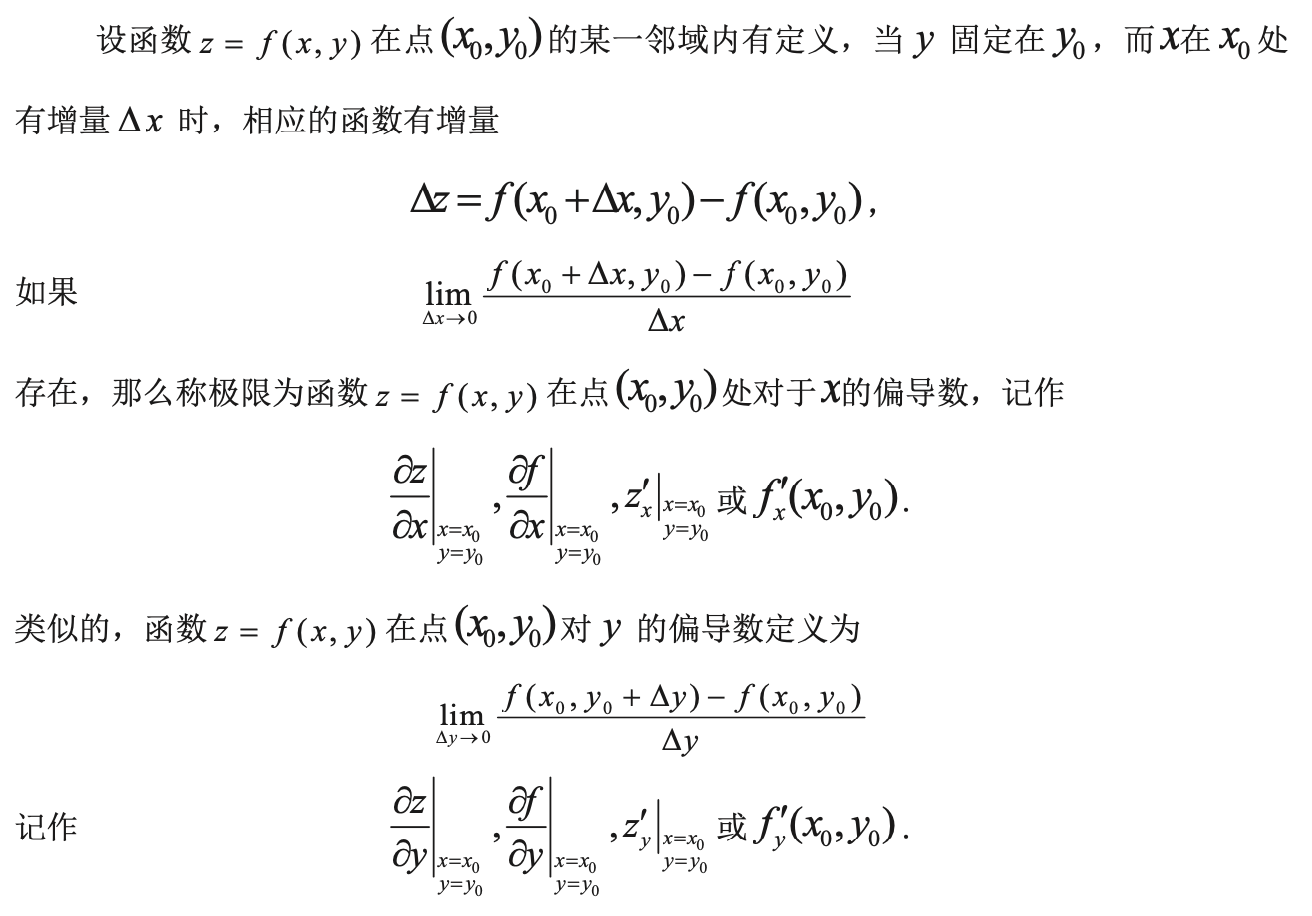 设函数 $z = f(x, y)$ 在点 $(x_0, y_0)$ 的某一邻域内有定义，当 $y$ 固定在 $y_0$，而 $x$ 在 $x_0$ 处
有增量 $\Delta x$ 时，相应的函数有增量
$\Delta z = f(x_0 + \Delta x, y_0) - f(x_0, y_0)$，
如果 $\lim\limits_{\Delta x \to 0} \frac{f(x_0 + \Delta x, y_0) - f(x_0, y_0)}{\Delta x}$
存在，那么称极限为函数 $z = f(x, y)$ 在点 $(x_0, y_0)$ 处对于 $x$ 的偏导数，记作
$\left.\frac{\partial z}{\partial x}\right|_{\substack{x=x_0 \\ y=y_0}}, \left.\frac{\partial f}{\partial x}\right|_{\substack{x=x_0 \\ y=y_0}}, z'_x\big|_{\substack{x=x_0 \\ y=y_0}}$ 或 $f'_x(x_0, y_0)$.
类似的，函数 $z = f(x, y)$ 在点 $(x_0, y_0)$ 对 $y$ 的偏导数定义为
$\lim\limits_{\Delta y \to 0} \frac{f(x_0, y_0 + \Delta y) - f(x_0, y_0)}{\Delta y}$
记作 $\left.\frac{\partial z}{\partial y}\right|_{\substack{x=x_0 \\ y=y_0}}, \left.\frac{\partial f}{\partial y}\right|_{\substack{x=x_0 \\ y=y_0}}, z'_y\big|_{\substack{x=x_0 \\ y=y_0}}$ 或 $f'_y(x_0, y_0)$.